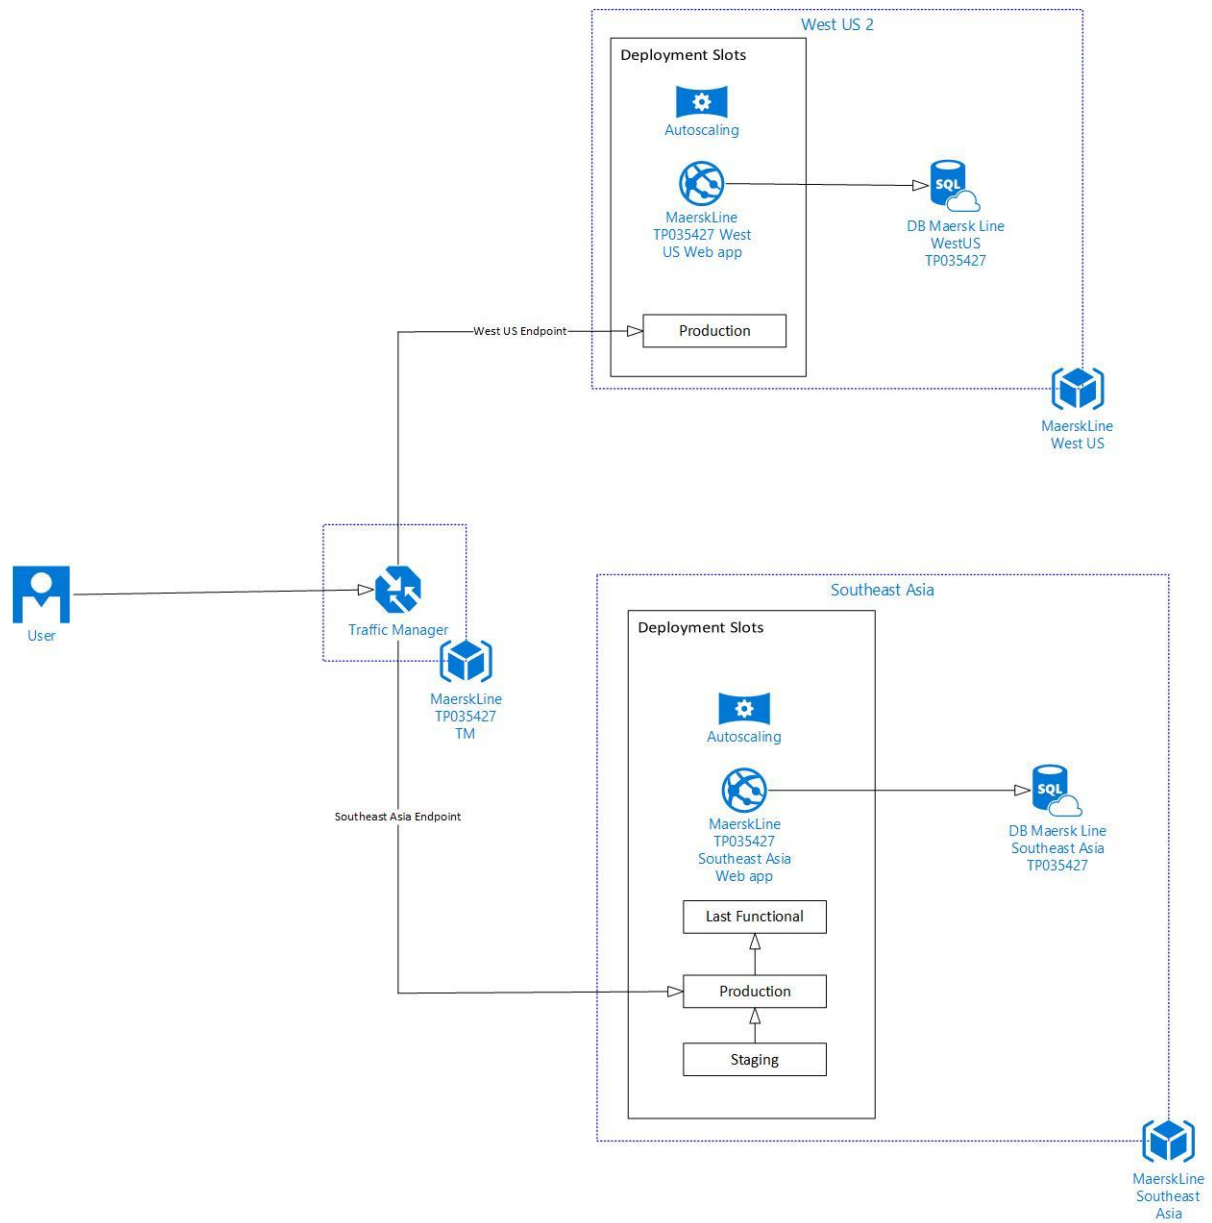 West US 2
Deployment Slots
Autoscaling
MaerskLine
TP035427 West
US Web app
SQL
DB Maersk Line
WestUS
TP035427
West US Endpoint
Production
MaerskLine
West US
User
Traffic Manager
MaerskLine
TP035427
TM
Southeast Asia Endpoint
Southeast Asia
Deployment Slots
Autoscaling
MaerskLine
TP035427
Southeast Asia
Web app
SQL
DB Maersk Line
Southeast Asia
TP035427
Last Functional
Production
Staging
MaerskLine
Southeast
Asia